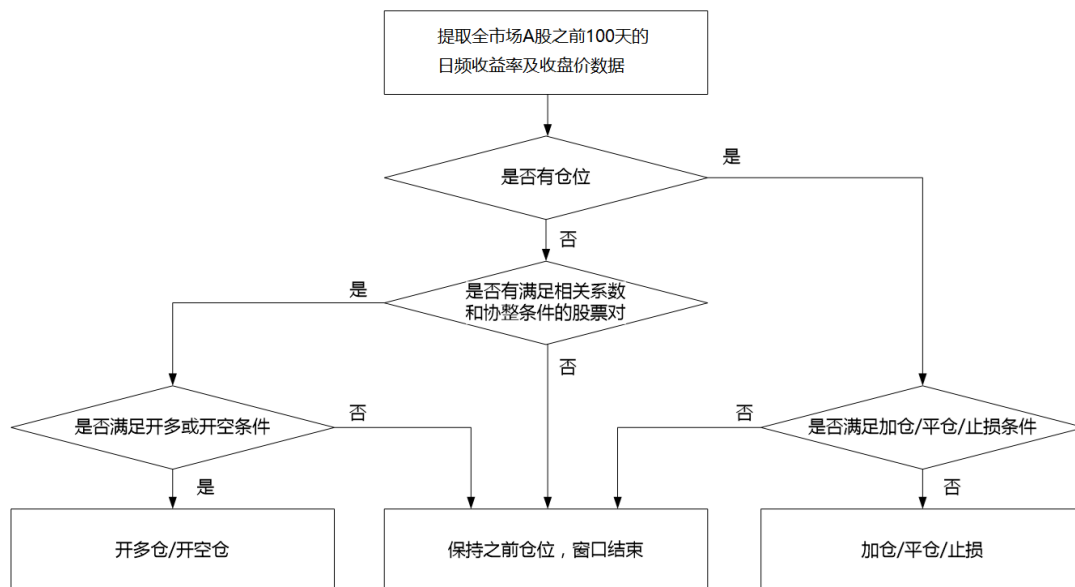 提取全市场A股之前100天的
日频收益率及收盘价数据
是
是否有仓位
否
是
是否有满足相关系数
和协整条件的股票对
否
是否满足开多或开空条件
否
否
是否满足加仓/平仓/止损条件
是
否
开多仓/开空仓
保持之前仓位，窗口结束
加仓/平仓/止损